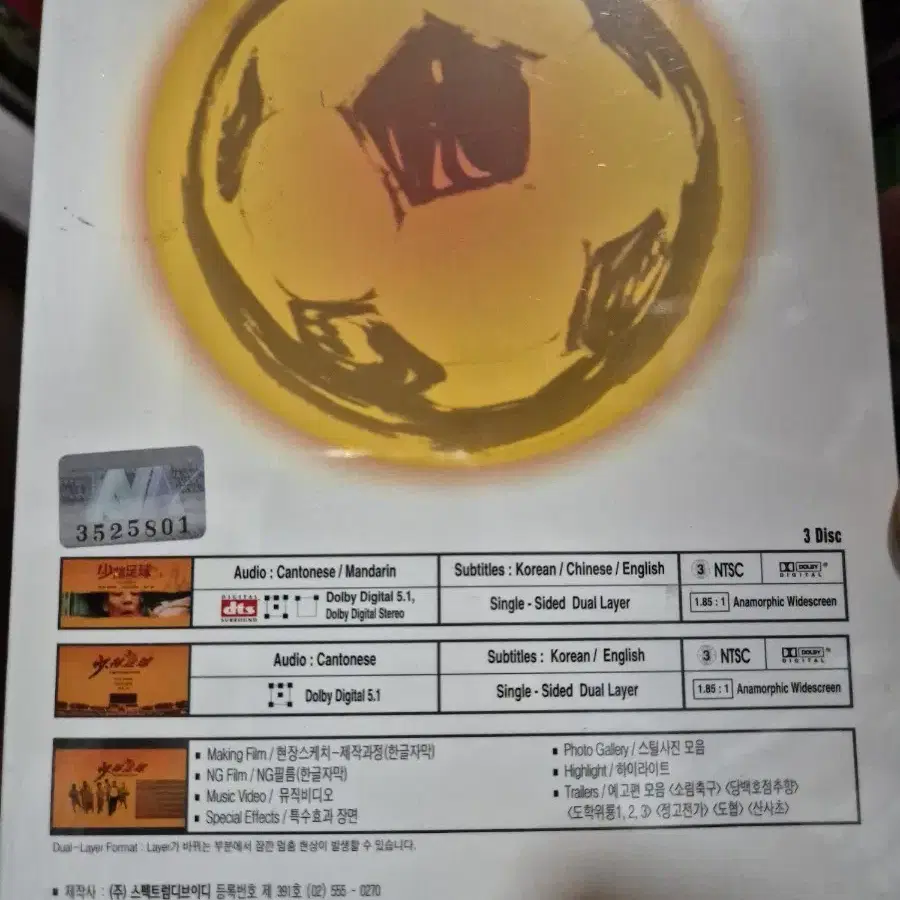 3525801
3 Disc
少林足球
Audio : Cantonese / Mandarin
Subtitles : Korean / Chinese / English
3 NTSC
DOLBY DIGITAL
DIGITAL dts SURROUND
Dolby Digital 5.1,
Dolby Digital Stereo
Single - Sided Dual Layer
1.85 : 1 Anamorphic Widescreen
Audio : Cantonese
Subtitles : Korean / English
3 NTSC
DOLBY DIGITAL
Dolby Digital 5.1
Single - Sided Dual Layer
1.85 : 1 Anamorphic Widescreen
▪ Making Film / 현장스케치-제작과정(한글자막)
▪ NG Film / NG필름(한글자막)
▪ Music Video / 뮤직비디오
▪ Special Effects / 특수효과 장면
▪ Photo Gallery / 스틸사진 모음
▪ Highlight / 하이라이트
▪ Trailers / 예고편 모음 <소림축구> <당백호점추향>
<도학위룡1, 2, 3> <정고전가> <도협> <산사초>
Dual-Layer Format : Layer가 바뀌는 부분에서 잠깐 멈춤 현상이 발생할 수 있습니다.
▪ 제작사 : (주) 스펙트럼디브이디 등록번호 제 391호 (02) 555 - 0270